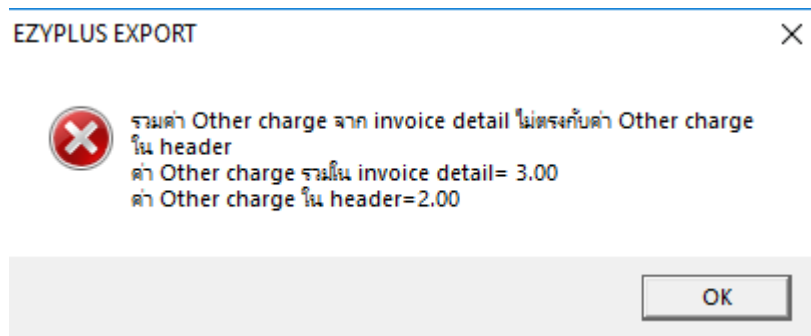 EZYPLUS EXPORT
รวมค่า Other charge จาก invoice detail ไม่ตรงกับค่า Other charge
ใน header
ค่า Other charge รวมใน invoice detail= 3.00
ค่า Other charge ใน header=2.00
OK